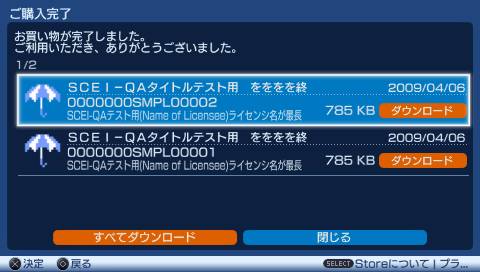 ご購入完了
お買い物が完了しました。
ご利用いただき、ありがとうございました。
1/2
ＳＣＥＩ－ＱＡタイトルテスト用　をををを終 2009/04/06
0000000SMPL00002
SCEI-QAテスト用(Name of Licensee)ライセンシ名が最長 785 KB ダウンロード
ＳＣＥＩ－ＱＡタイトルテスト用　をををを終 2009/04/06
0000000SMPL00001
SCEI-QAテスト用(Name of Licensee)ライセンシ名が最長 785 KB ダウンロード
すべてダウンロード 閉じる
決定 戻る SELECT Storeについて | プラ...